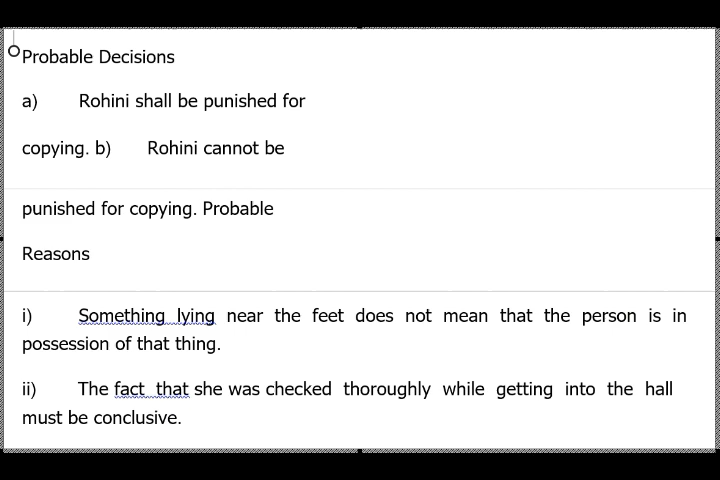 Probable Decisions
a) Rohini shall be punished for
copying. b) Rohini cannot be
punished for copying. Probable
Reasons
i) Something lying near the feet does not mean that the person is in
possession of that thing.
ii) The fact that she was checked thoroughly while getting into the hall
must be conclusive.